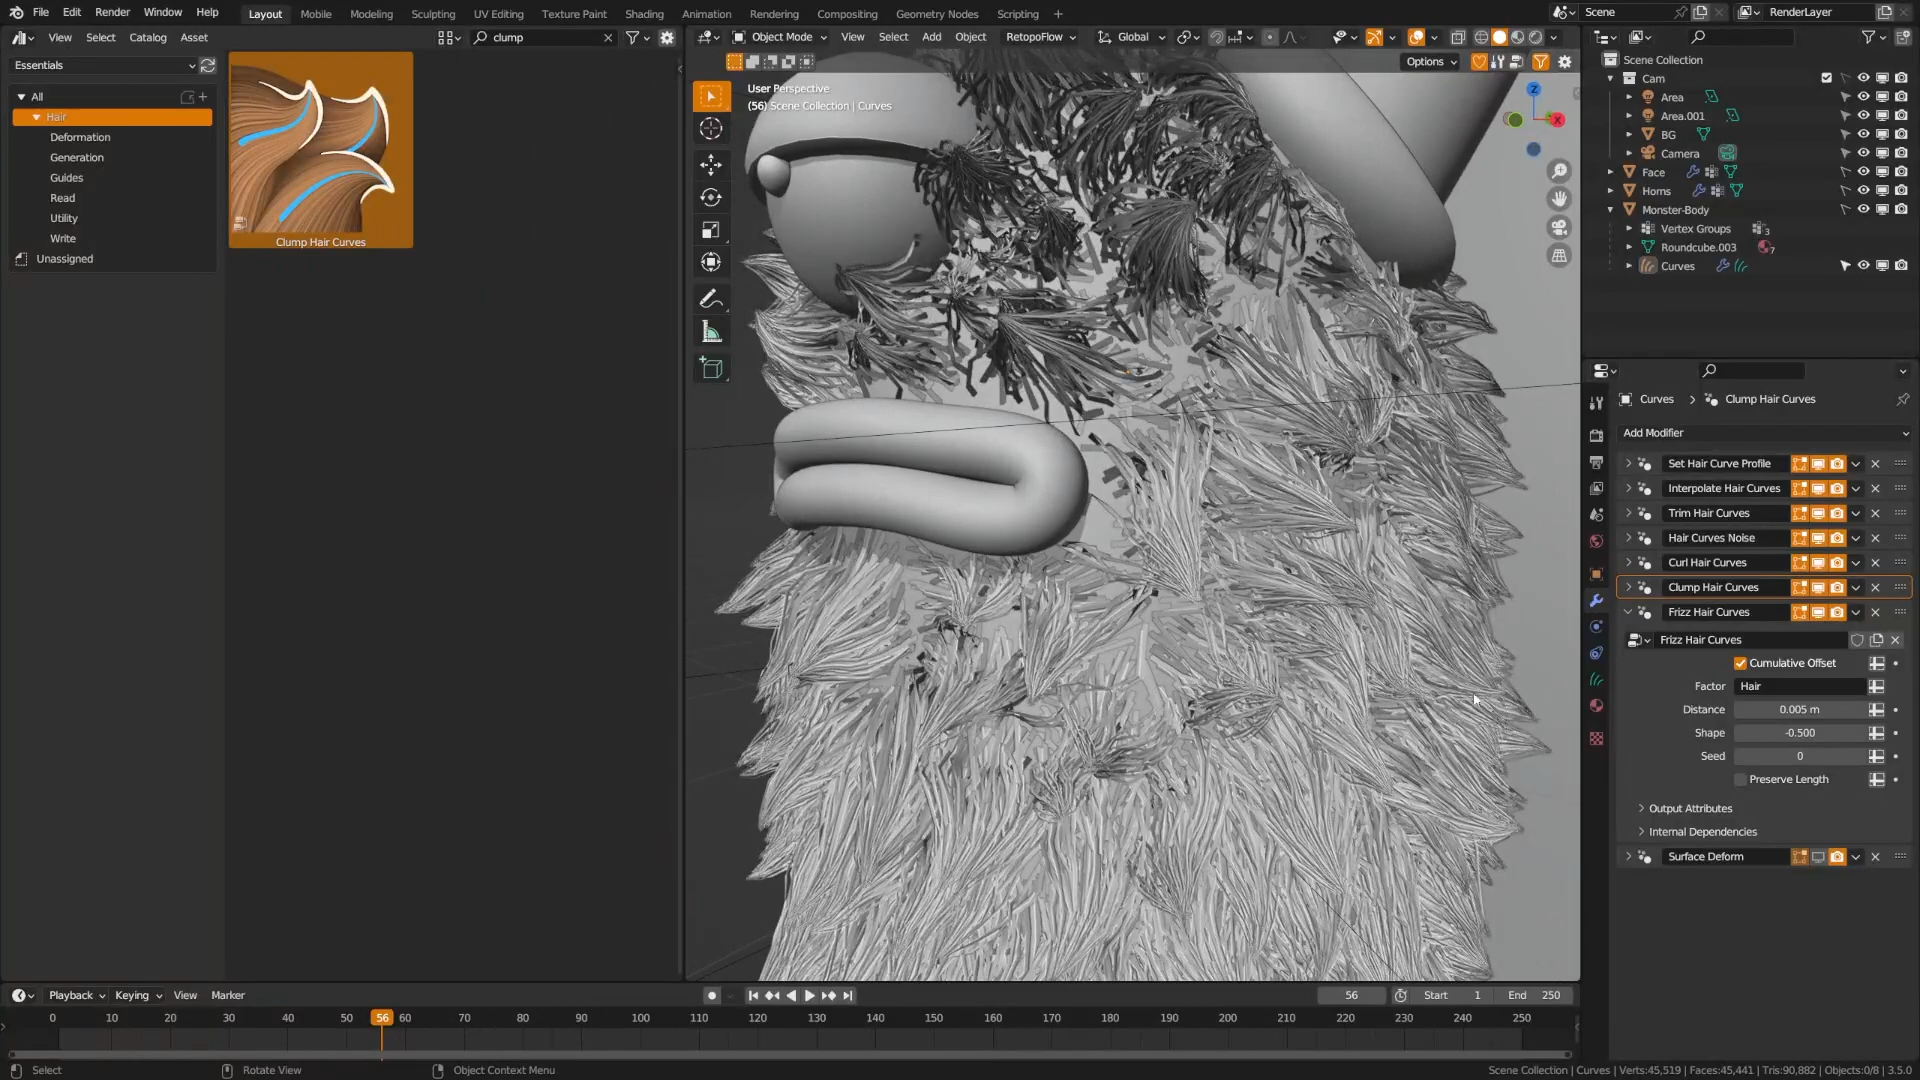 File Edit Render Window Help Layout Mobile Modeling Sculpting UV Editing Texture Paint Shading Animation Rendering Compositing Geometry Nodes Scripting + Scene RenderLayer
View Select Catalog Asset clump
Essentials
All
Hair
Deformation
Generation
Guides
Read
Utility
Write
Unassigned
Clump Hair Curves
Object Mode View Select Add Object RetopoFlow Global
Options
User Perspective
(56) Scene Collection | Curves
Z
X
Scene Collection
Cam
Area
Area.001
BG
Camera
Face
Horns
Monster-Body
Vertex Groups 3
Roundcube.003 7
Curves
Curves > Clump Hair Curves
Add Modifier
Set Hair Curve Profile
Interpolate Hair Curves
Trim Hair Curves
Hair Curves Noise
Curl Hair Curves
Clump Hair Curves
Frizz Hair Curves
Frizz Hair Curves
Cumulative Offset
Factor Hair
Distance 0.005 m
Shape -0.500
Seed 0
Preserve Length
Output Attributes
Internal Dependencies
Surface Deform
Playback Keying View Marker 56 Start 1 End 250
0 10 20 30 40 50 56 60 70 80 90 100 110 120 130 140 150 160 170 180 190 200 210 220 230 240 250
Select Rotate View Object Context Menu Scene Collection | Curves | Verts:45,519 | Faces:45,441 | Tris:90,882 | Objects:0/8 | 3.5.0